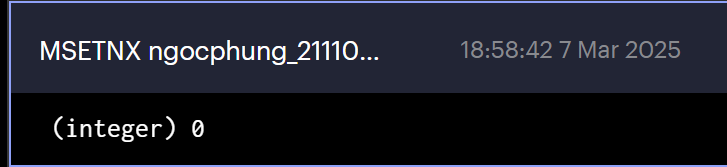 MSETNX ngocphung_21110...
18:58:42 7 Mar 2025
(integer) 0